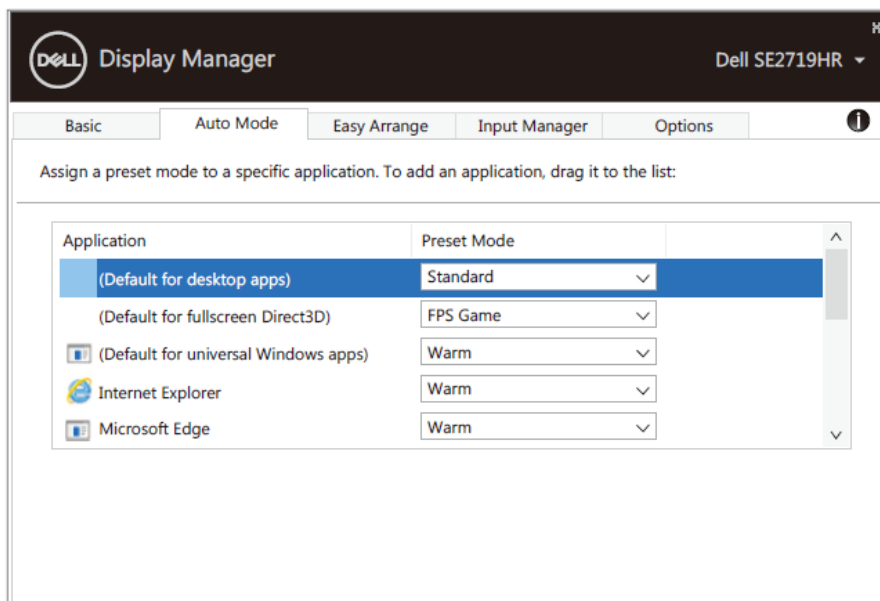 DELL Display Manager Dell SE2719HR
Basic Auto Mode Easy Arrange Input Manager Options
Assign a preset mode to a specific application. To add an application, drag it to the list:
Application Preset Mode
(Default for desktop apps) Standard
(Default for fullscreen Direct3D) FPS Game
(Default for universal Windows apps) Warm
Internet Explorer Warm
Microsoft Edge Warm